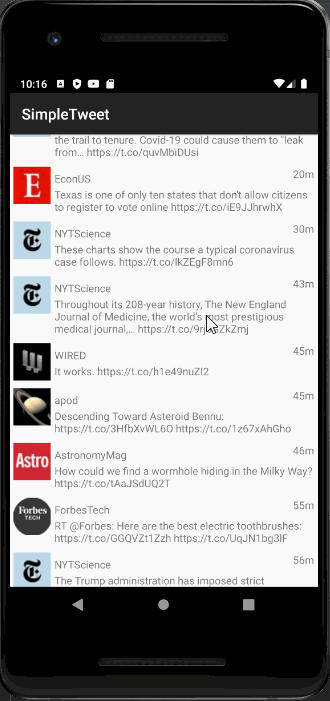 10:16
SimpleTweet
the trail to tenure. Covid-19 could cause them to "leak
from... https://t.co/quvMbiDUsi
E
EconUS
20m
Texas is one of only ten states that don't allow citizens
to register to vote online https://t.co/iE9JJhrwhX
NYTScience
30m
These charts show the course a typical coronavirus
case follows. https://t.co/lkZEgF8mn6
NYTScience
43m
Throughout its 208-year history, The New England
Journal of Medicine, the world's most prestigious
medical journal,...
WIRED
45m
It works. https://t.co/h1e49nuZl2
apod
45m
Descending Toward Asteroid Bennu:
https://t.co/3HfbXvWL6O https://t.co/1z67xAhGho
Astro
AstronomyMag
46m
How could we find a wormhole hiding in the Milky Way?
https://t.co/tAaJSdUQ2T
Forbes
TECH
ForbesTech
55m
RT @Forbes: Here are the best electric toothbrushes:
https://t.co/GGQVZt1Zzh https://t.co/UqJN1bg3lF
NYTScience
56m
The Trump administration has imposed strict